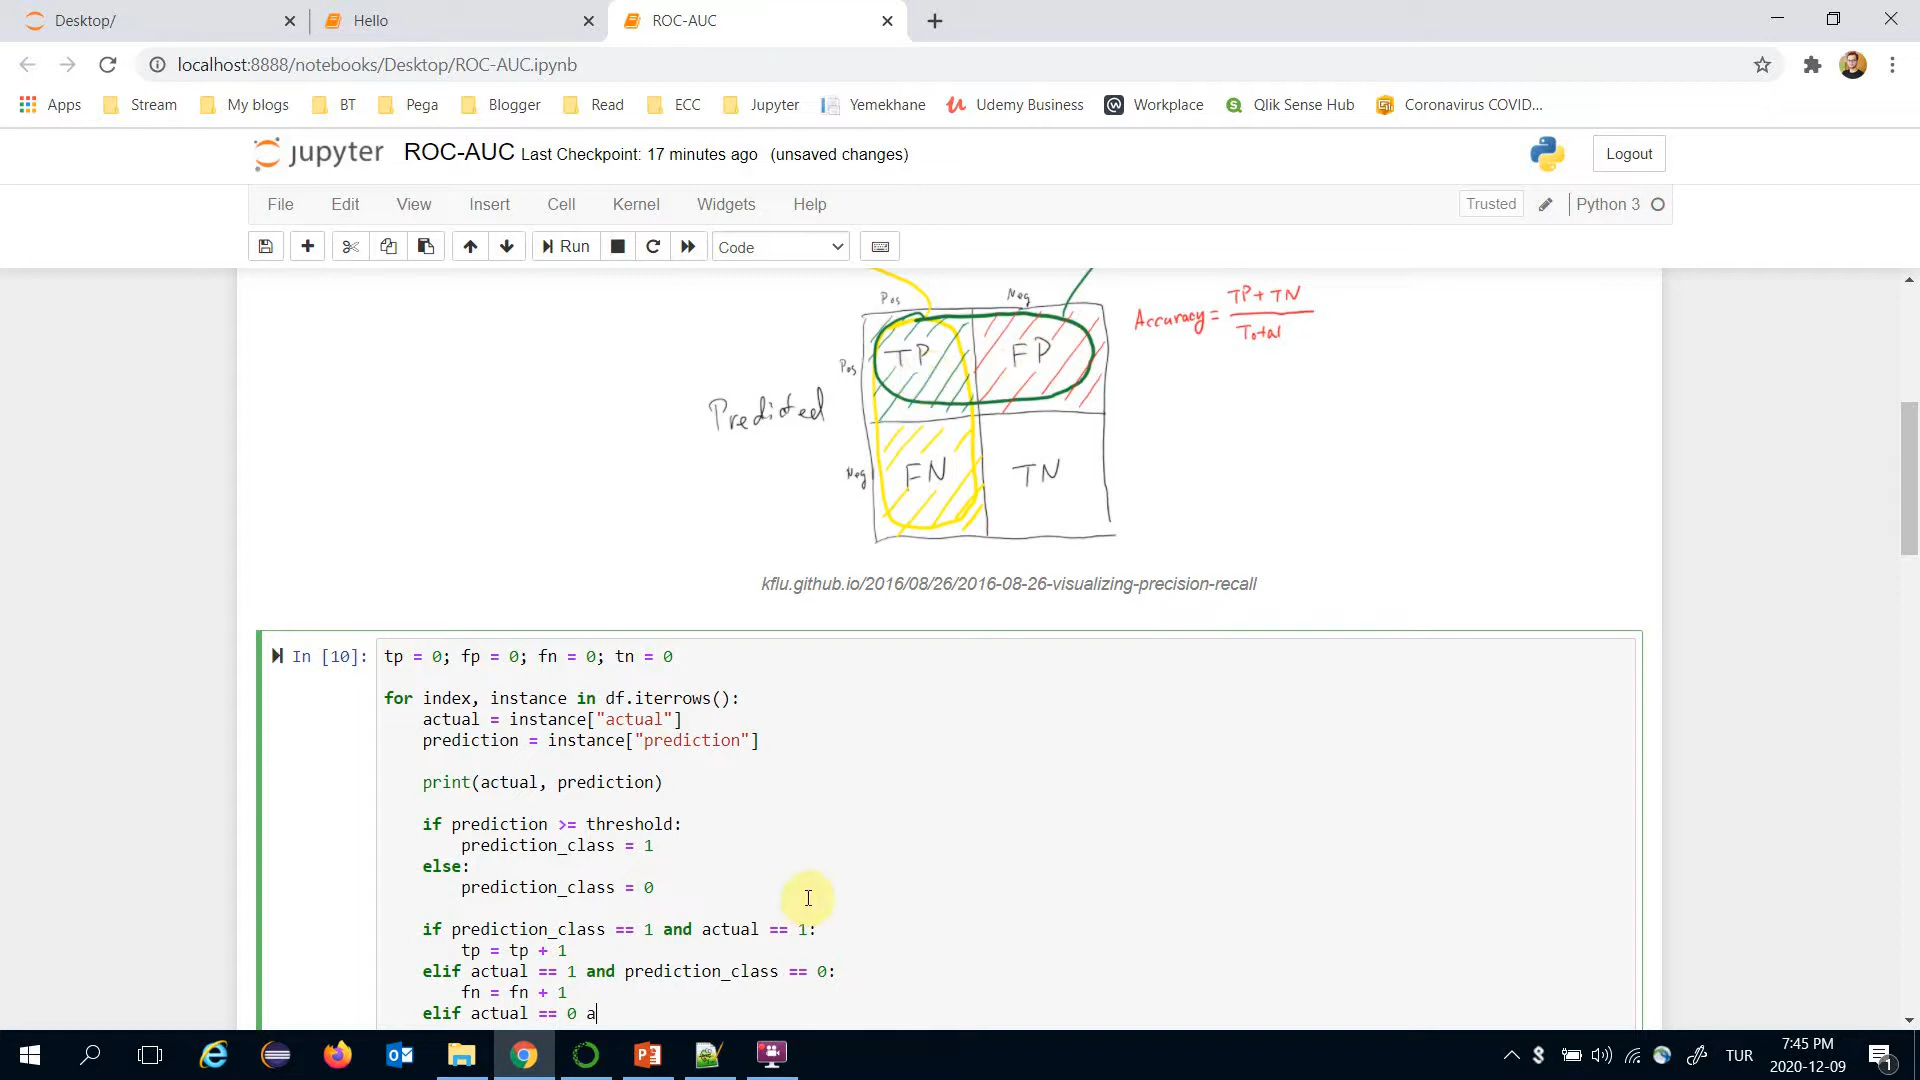 Desktop/
Hello
ROC-AUC
localhost:8888/notebooks/Desktop/ROC-AUC.ipynb
Apps Stream My blogs BT Pega Blogger Read ECC Jupyter Yemekhane Udemy Business Workplace Qlik Sense Hub Coronavirus COVID...
jupyter ROC-AUC Last Checkpoint: 17 minutes ago (unsaved changes)
Logout
File Edit View Insert Cell Kernel Widgets Help
Trusted Python 3
Run Code
Pos Neg
Accuracy = TP + TN
Total
Pos TP FP
Predicted
Neg FN TN
kflu.github.io/2016/08/26/2016-08-26-visualizing-precision-recall
In [10]: tp = 0; fp = 0; fn = 0; tn = 0
for index, instance in df.iterrows():
actual = instance["actual"]
prediction = instance["prediction"]
print(actual, prediction)
if prediction >= threshold:
prediction_class = 1
else:
prediction_class = 0
if prediction_class == 1 and actual == 1:
tp = tp + 1
elif actual == 1 and prediction_class == 0:
fn = fn + 1
elif actual == 0 a
TUR
7:45 PM
2020-12-09
1